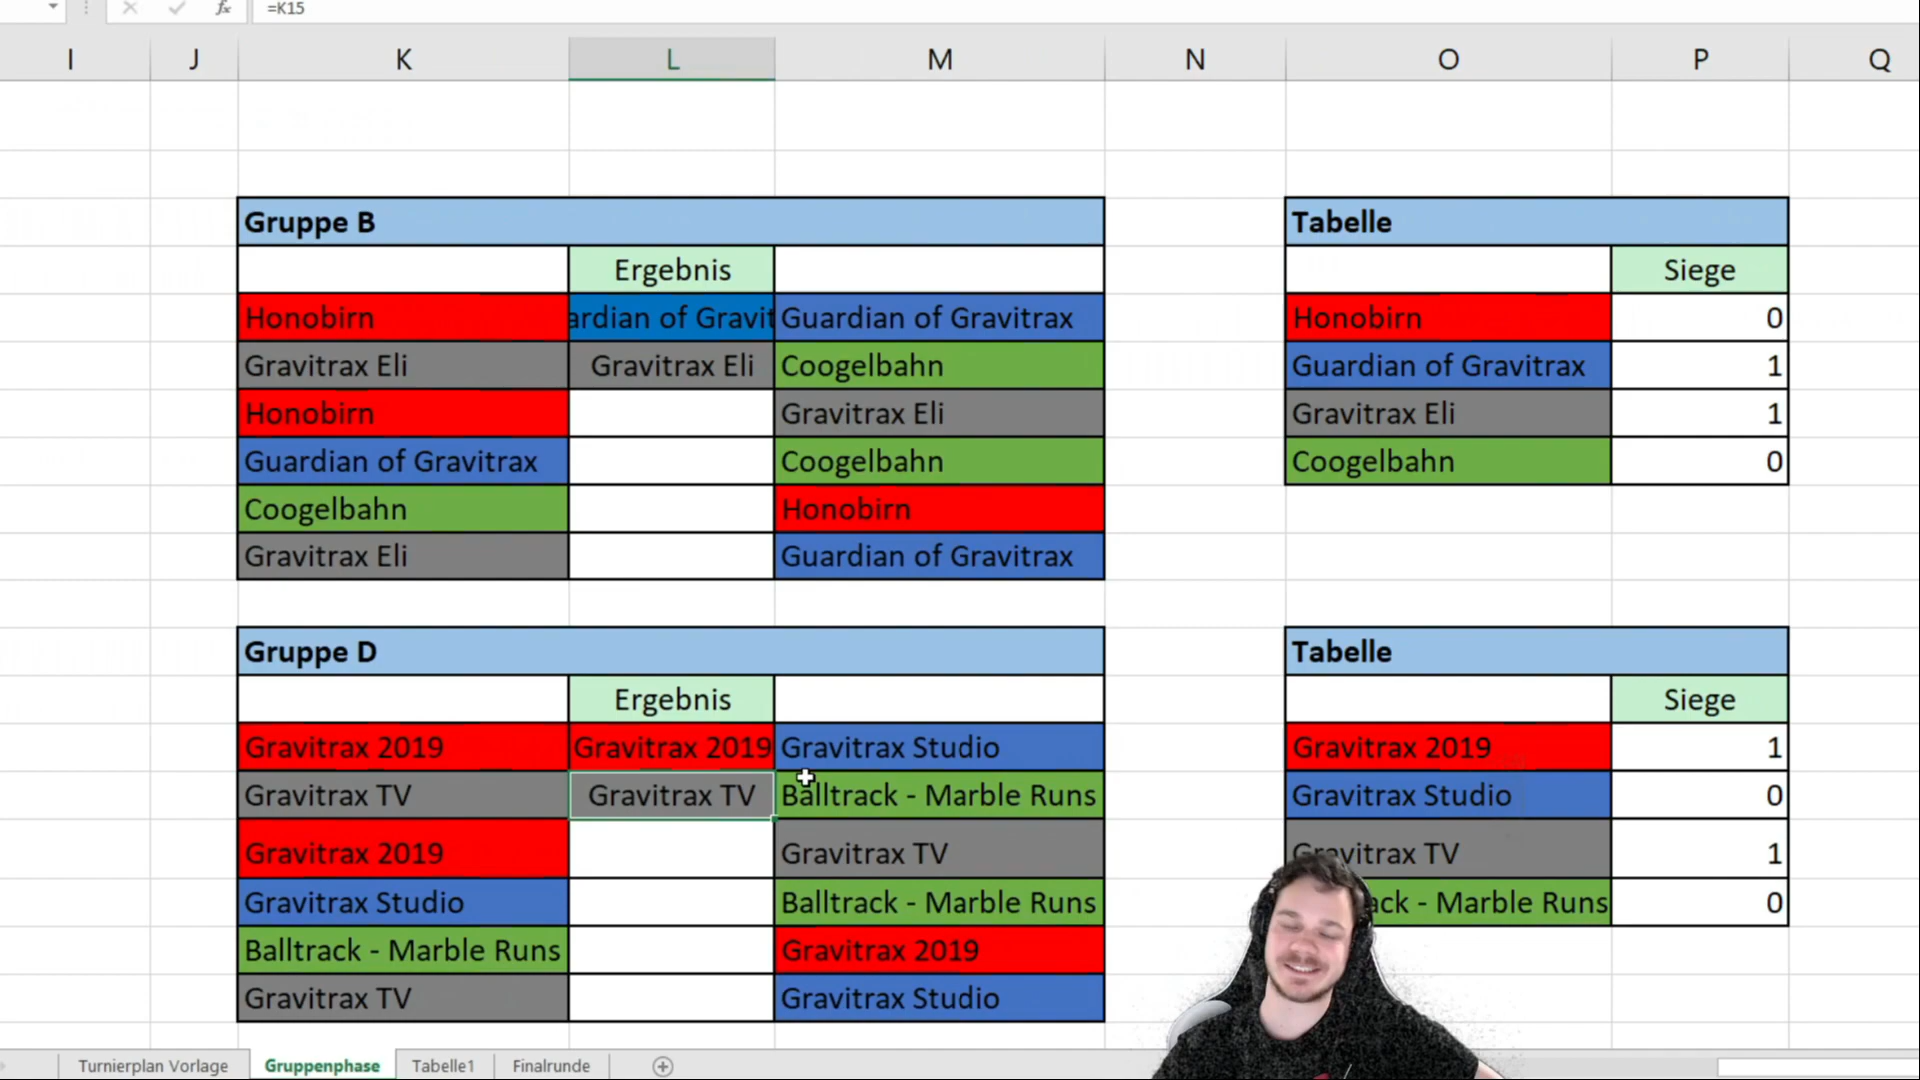 fx =K15
I J K L M N O P Q
Gruppe B Tabelle
Ergebnis Siege
Honobirn ardian of Gravit Guardian of Gravitrax Honobirn 0
Gravitrax Eli Gravitrax Eli Coogelbahn Guardian of Gravitrax 1
Honobirn Gravitrax Eli Gravitrax Eli 1
Guardian of Gravitrax Coogelbahn Coogelbahn 0
Coogelbahn Honobirn
Gravitrax Eli Guardian of Gravitrax
Gruppe D Tabelle
Ergebnis Siege
Gravitrax 2019 Gravitrax 2019 Gravitrax Studio Gravitrax 2019 1
Gravitrax TV Gravitrax TV Balltrack - Marble Runs Gravitrax Studio 0
Gravitrax 2019 Gravitrax TV Gravitrax TV 1
Gravitrax Studio Balltrack - Marble Runs ack - Marble Runs 0
Balltrack - Marble Runs Gravitrax 2019
Gravitrax TV Gravitrax Studio
Turnierplan Vorlage Gruppenphase Tabelle1 Finalrunde